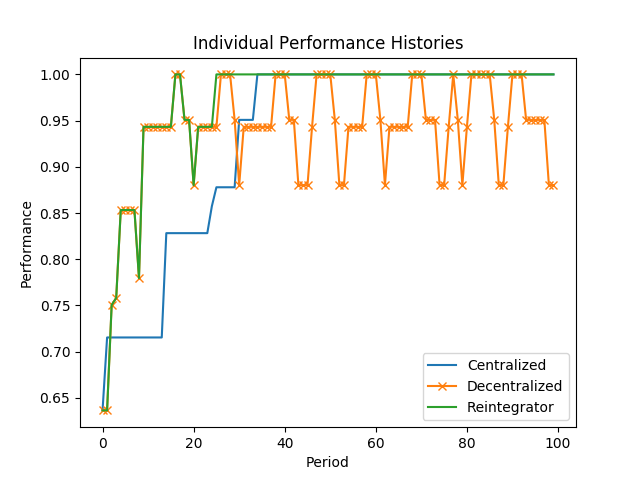 Individual Performance Histories
1.00
0.95
0.90
0.85
0.80
0.75
0.70
0.65
Performance
0
20
40
60
80
100
Period
Centralized
Decentralized
Reintegrator